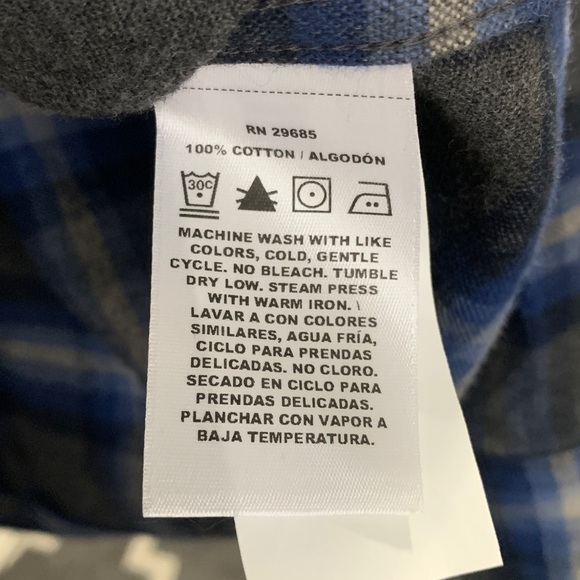 RN 29685
100% COTTON / ALGODÓN
30C
MACHINE WASH WITH LIKE
COLORS, COLD, GENTLE
CYCLE. NO BLEACH. TUMBLE
DRY LOW. STEAM PRESS
WITH WARM IRON. \
LAVAR A CON COLORES
SIMILARES, AGUA FRÍA,
CICLO PARA PRENDAS
DELICADAS. NO CLORO.
SECADO EN CICLO PARA
PRENDAS DELICADAS.
PLANCHAR CON VAPOR A
BAJA TEMPERATURA.